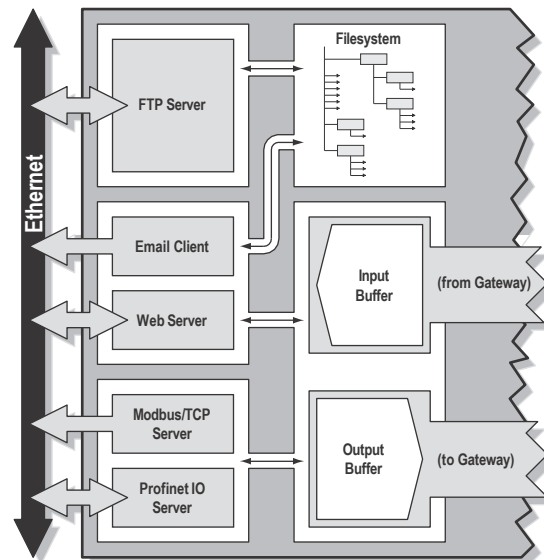 Ethernet
FTP Server
Filesystem
Email Client
Web Server
Input
Buffer
(from Gateway)
Modbus/TCP
Server
Output
Buffer
(to Gateway)
Profinet IO
Server